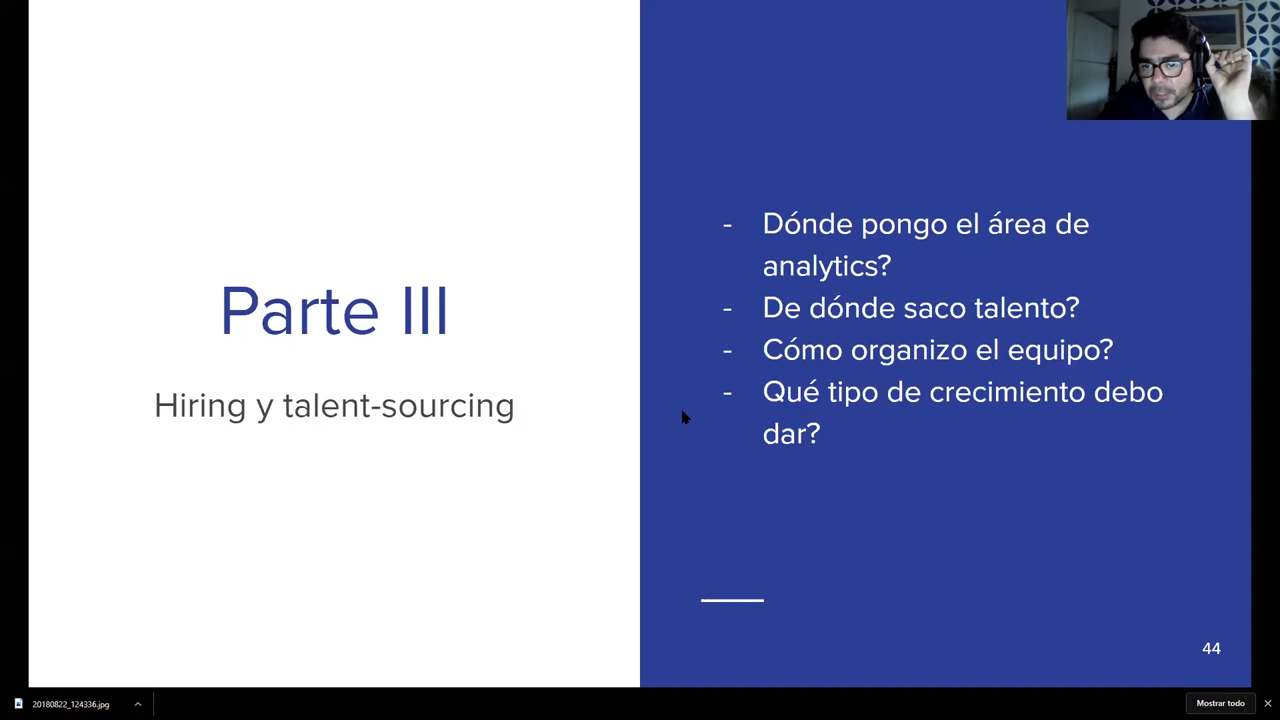 Parte III
Hiring y talent-sourcing
- Dónde pongo el área de
analytics?
- De dónde saco talento?
- Cómo organizo el equipo?
- Qué tipo de crecimiento debo
dar?
44
20180822_124336.jpg
Mostrar todo